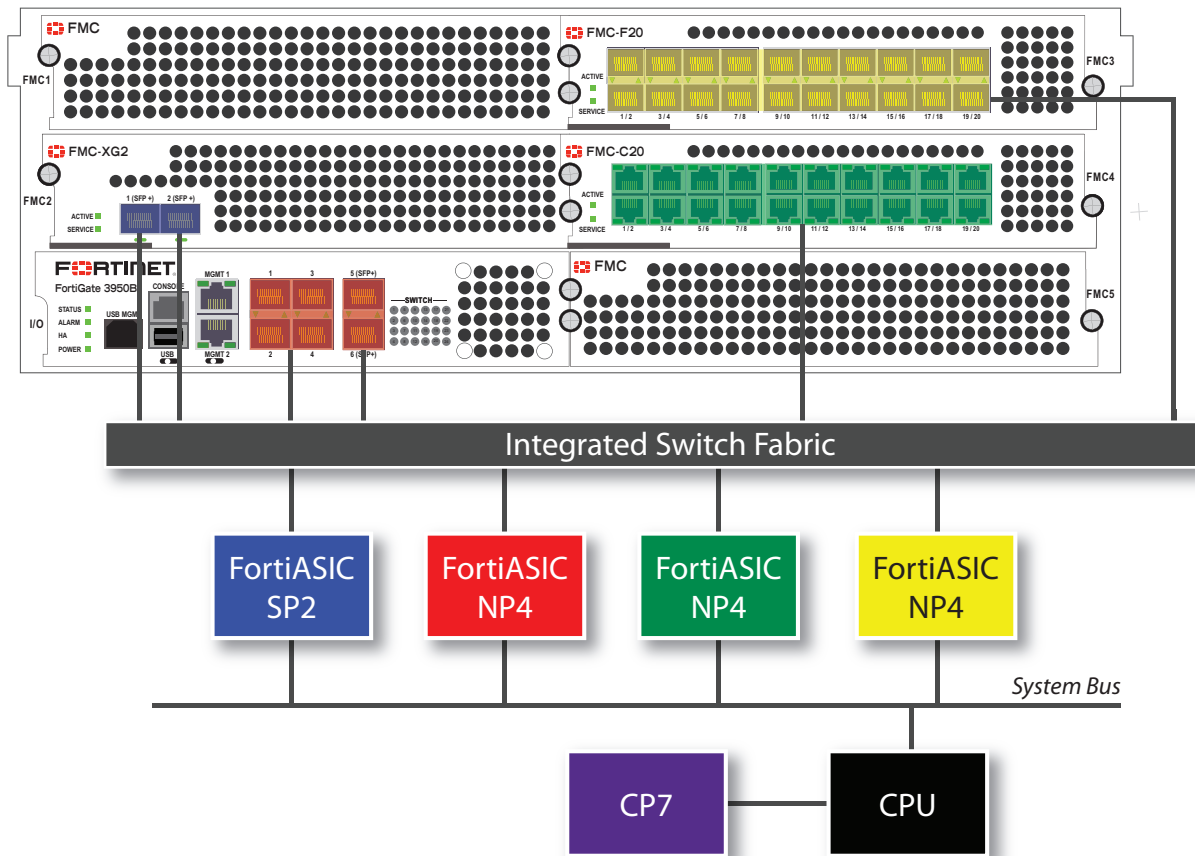 FMC
FMC1
FMC-F20
ACTIVE
SERVICE
1 / 2 3 / 4 5 / 6 7 / 8 9 / 10 11 / 12 13 / 14 15 / 16 17 / 18 19 / 20
FMC3
FMC-XG2
FMC2
1 (SFP +) 2 (SFP +)
ACTIVE
SERVICE
FMC-C20
ACTIVE
SERVICE
1 / 2 3 / 4 5 / 6 7 / 8 9 / 10 11 / 12 13 / 14 15 / 16 17 / 18 19 / 20
FMC4
FORTINET
FortiGate 3950B
I/O
STATUS
ALARM
HA
POWER
USB MGM
CONSOLE
USB
MGMT 1
MGMT 2
1 3
2 4
5 (SFP+)
6 (SFP+)
SWITCH
FMC
FMC5
Integrated Switch Fabric
FortiASIC
SP2
FortiASIC
NP4
FortiASIC
NP4
FortiASIC
NP4
System Bus
CP7
CPU